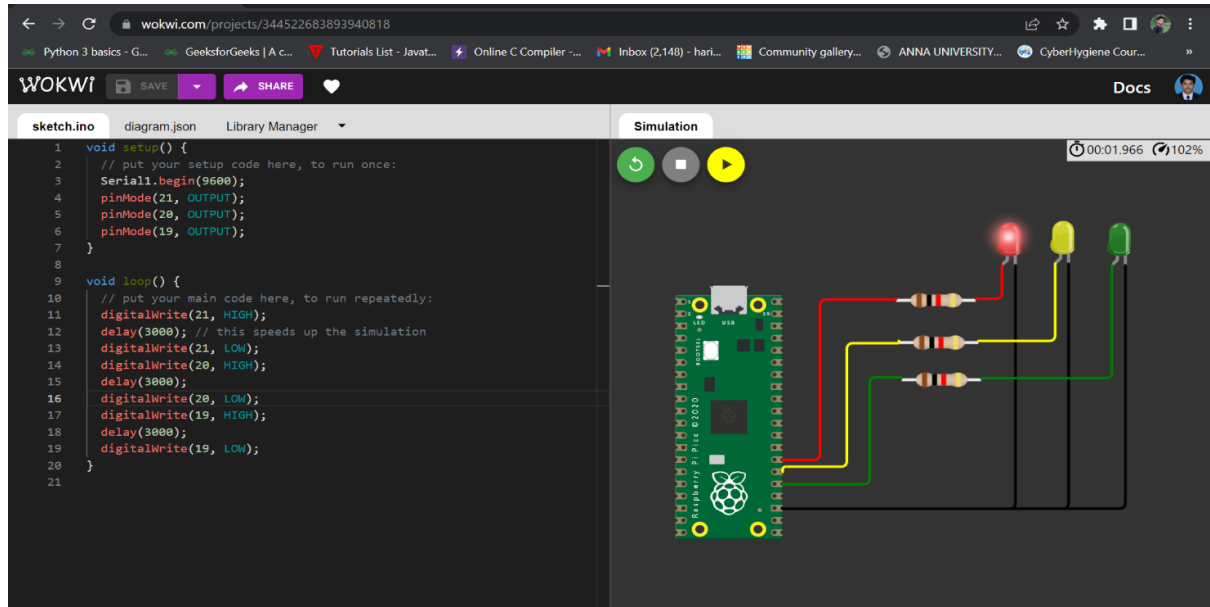 wokwi.com/projects/344522683893940818
Python 3 basics - G... GeeksforGeeks | A c... Tutorials List - Javat... Online C Compiler -... Inbox (2,148) - hari... Community gallery... ANNA UNIVERSITY... CyberHygiene Cour... »
WOKWI SAVE SHARE Docs
sketch.ino diagram.json Library Manager Simulation
00:01.966 102%
1 void setup() {
2 // put your setup code here, to run once:
3 Serial1.begin(9600);
4 pinMode(21, OUTPUT);
5 pinMode(20, OUTPUT);
6 pinMode(19, OUTPUT);
7 }
8
9 void loop() {
10 // put your main code here, to run repeatedly:
11 digitalWrite(21, HIGH);
12 delay(3000); // this speeds up the simulation
13 digitalWrite(21, LOW);
14 digitalWrite(20, HIGH);
15 delay(3000);
16 digitalWrite(20, LOW);
17 digitalWrite(19, HIGH);
18 delay(3000);
19 digitalWrite(19, LOW);
20 }
21
LED USB
BOOTSEL
Raspberry Pi Pico ©2020